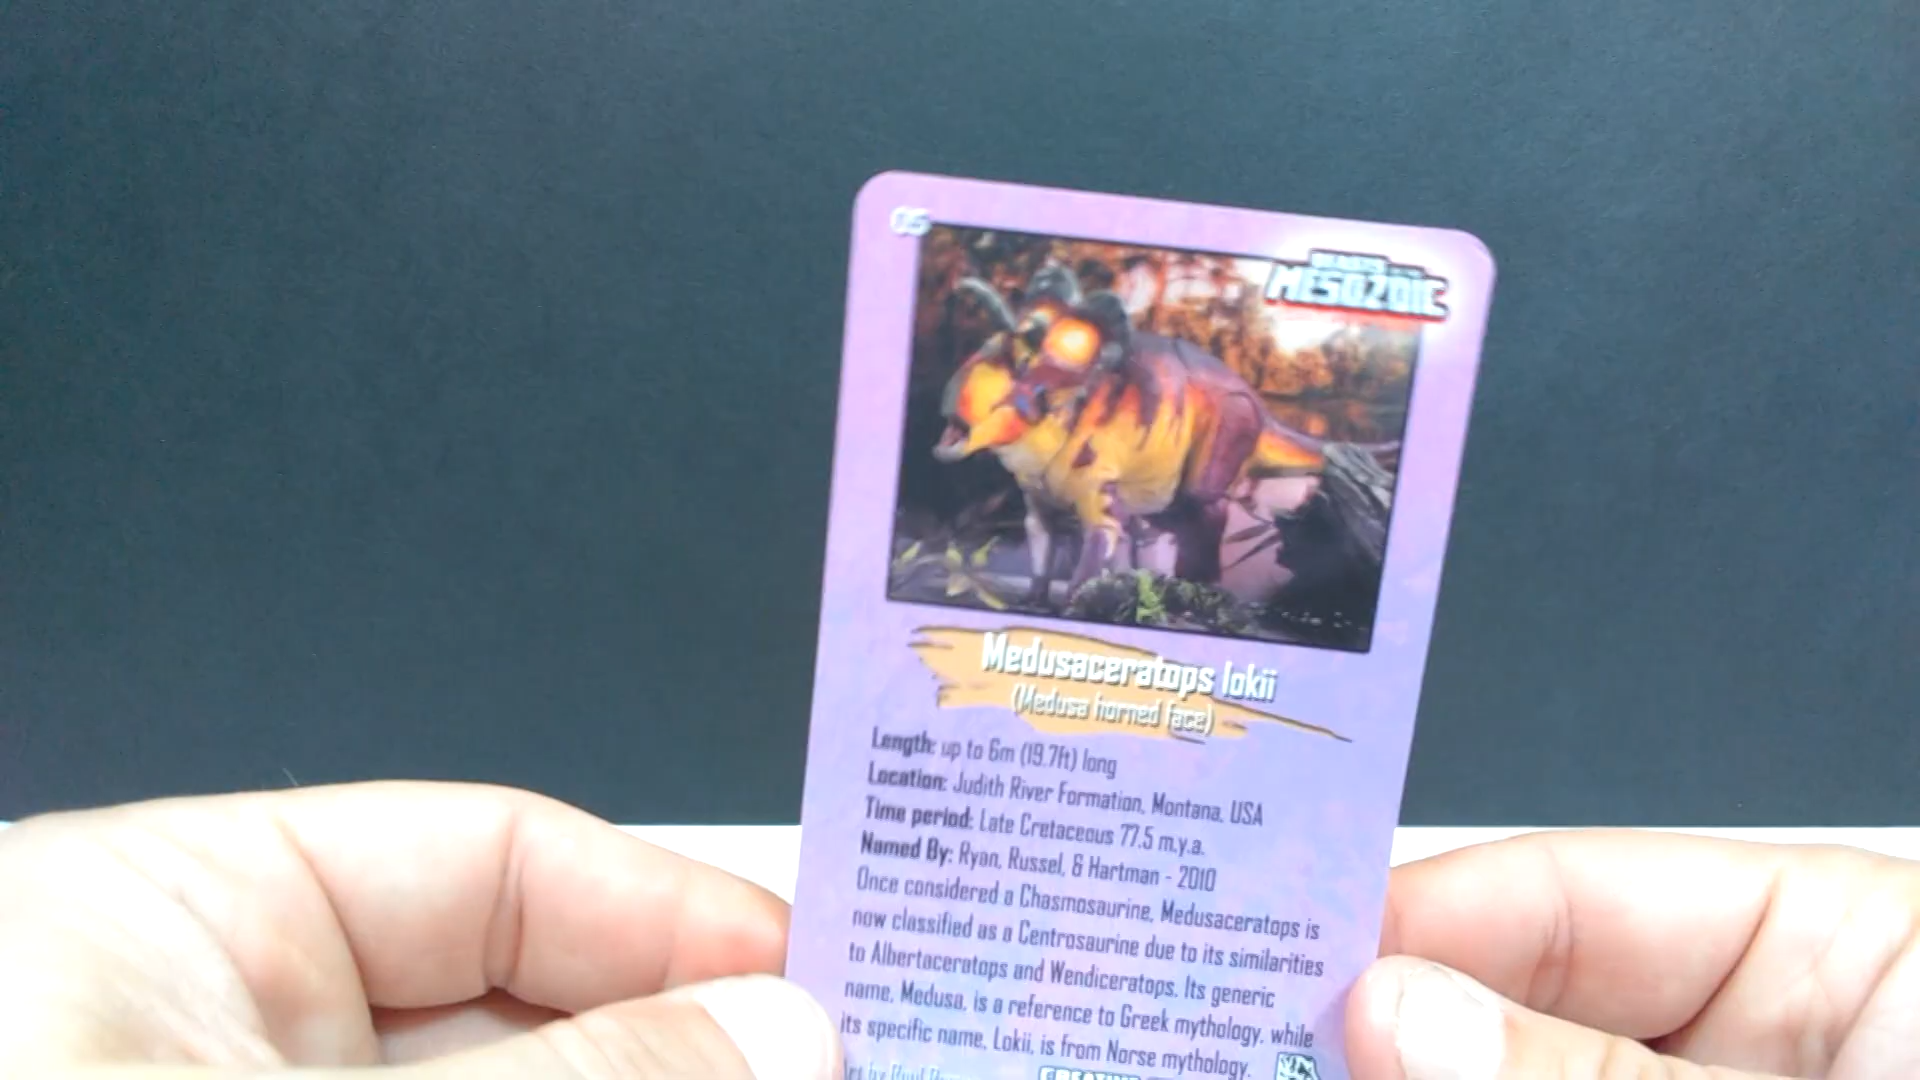 MESOZOIC
Medusaceratops lokii
(Medusa horned face)
Length: up to 6m (19.7ft) long
Location: Judith River Formation, Montana, USA
Time period: Late Cretaceous 77.5 m.y.a.
Named By: Ryan, Russel, & Hartman - 2010
Once considered a Chasmosaurine, Medusaceratops is
now classified as a Centrosaurine due to its similarities
to Albertaceratops and Wendiceratops. Its generic
name, Medusa, is a reference to Greek mythology, while
its specific name, Lokii, is from Norse mythology.